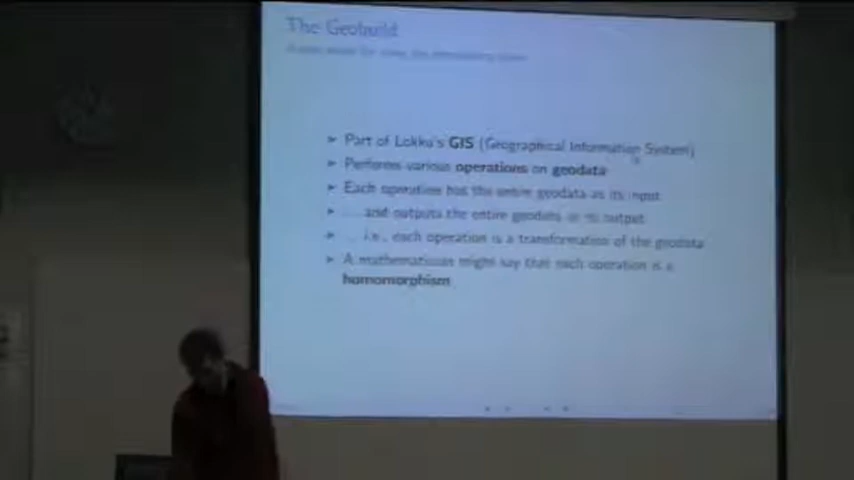 The Geobuild
➤ Part of Lokku's GIS (Geographical Information System)
➤ Performs various operations on geodata
➤ Each operation has the entire geodata as its input
➤ ... and outputs the entire geodata as its output
➤ ... i.e., each operation is a transformation of the geodata
➤ A mathematician might say that each operation is a
homomorphism